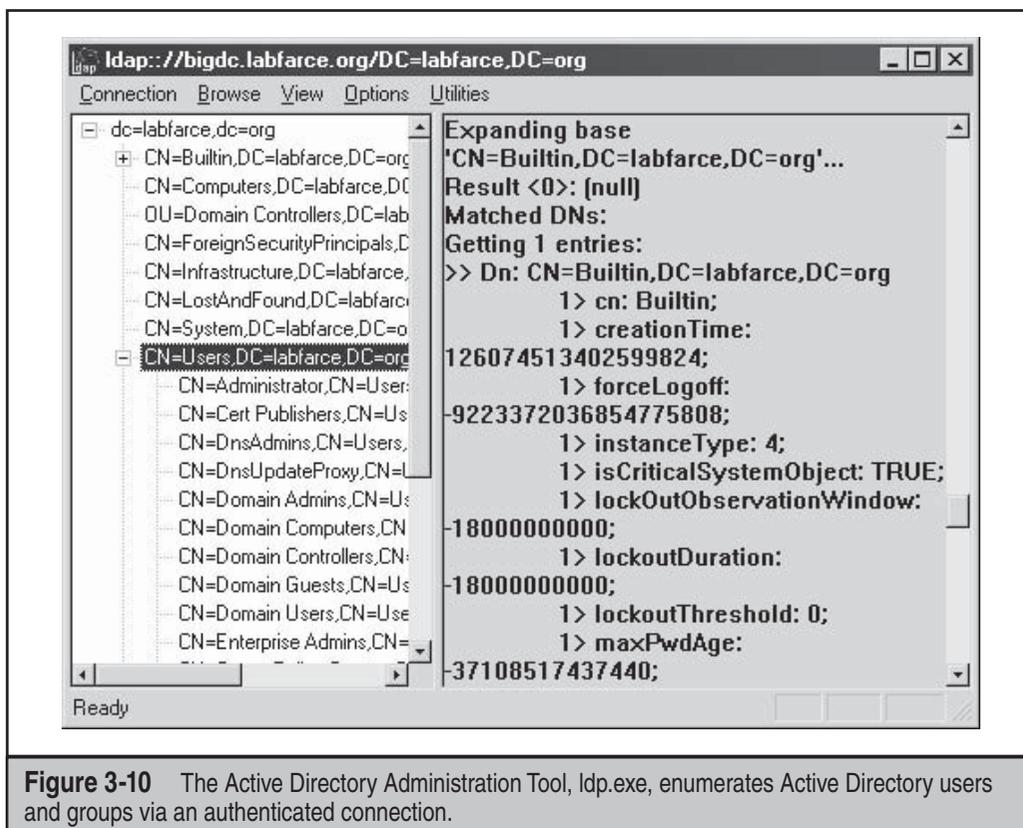 ldap::/bigdc.labfarce.org/DC=labfarce,DC=org
Connection Browse View Options Utilities
dc=labfarce,dc=org
CN=Builtin,DC=labfarce,DC=org
CN=Computers,DC=labfarce,DC
OU=Domain Controllers,DC=lab
CN=ForeignSecurityPrincipals,D
CN=Infrastructure,DC=labfarce,
CN=LostAndFound,DC=labfarce
CN=System,DC=labfarce,DC=o
CN=Users,DC=labfarce,DC=org
CN=Administrator,CN=User
CN=Cert Publishers,CN=Us
CN=DnsAdmins,CN=Users,
CN=DnsUpdateProxy,CN=U
CN=Domain Admins,CN=Us
CN=Domain Computers,CN
CN=Domain Controllers,CN
CN=Domain Guests,CN=Us
CN=Domain Users,CN=Use
CN=Enterprise Admins,CN=
Expanding base
'CN=Builtin,DC=labfarce,DC=org'...
Result <0>: (null)
Matched DNs:
Getting 1 entries:
>> Dn: CN=Builtin,DC=labfarce,DC=org
1> cn: Builtin;
1> creationTime:
126074513402599824;
1> forceLogoff:
-9223372036854775808;
1> instanceType: 4;
1> isCriticalSystemObject: TRUE;
1> lockOutObservationWindow:
-18000000000;
1> lockoutDuration:
-18000000000;
1> lockoutThreshold: 0;
1> maxPwdAge:
-37108517437440;
Ready
Figure 3-10 The Active Directory Administration Tool, ldp.exe, enumerates Active Directory users
and groups via an authenticated connection.